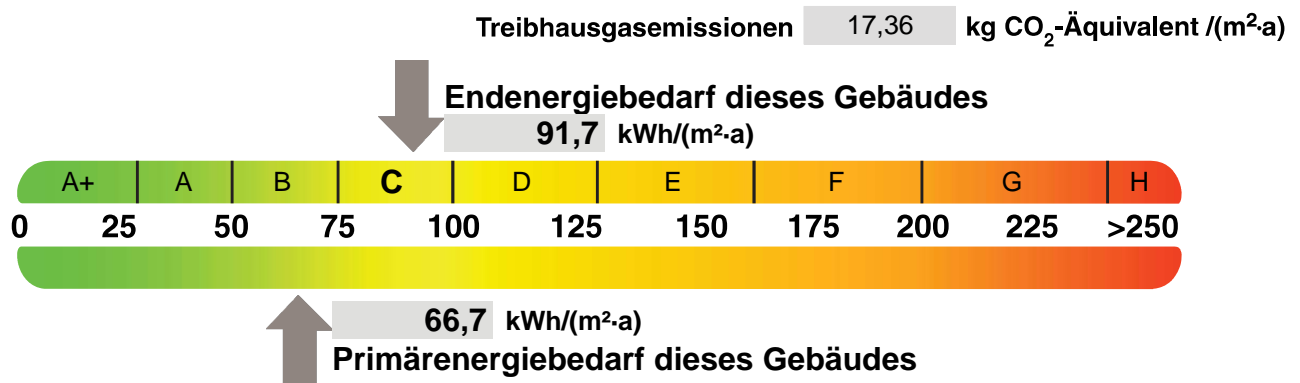 Treibhausgasemissionen 17,36 kg CO₂-Äquivalent /(m²·a)
Endenergiebedarf dieses Gebäudes
91,7 kWh/(m²·a)
A+ A B C D E F G H
0 25 50 75 100 125 150 175 200 225 >250
66,7 kWh/(m²·a)
Primärenergiebedarf dieses Gebäudes